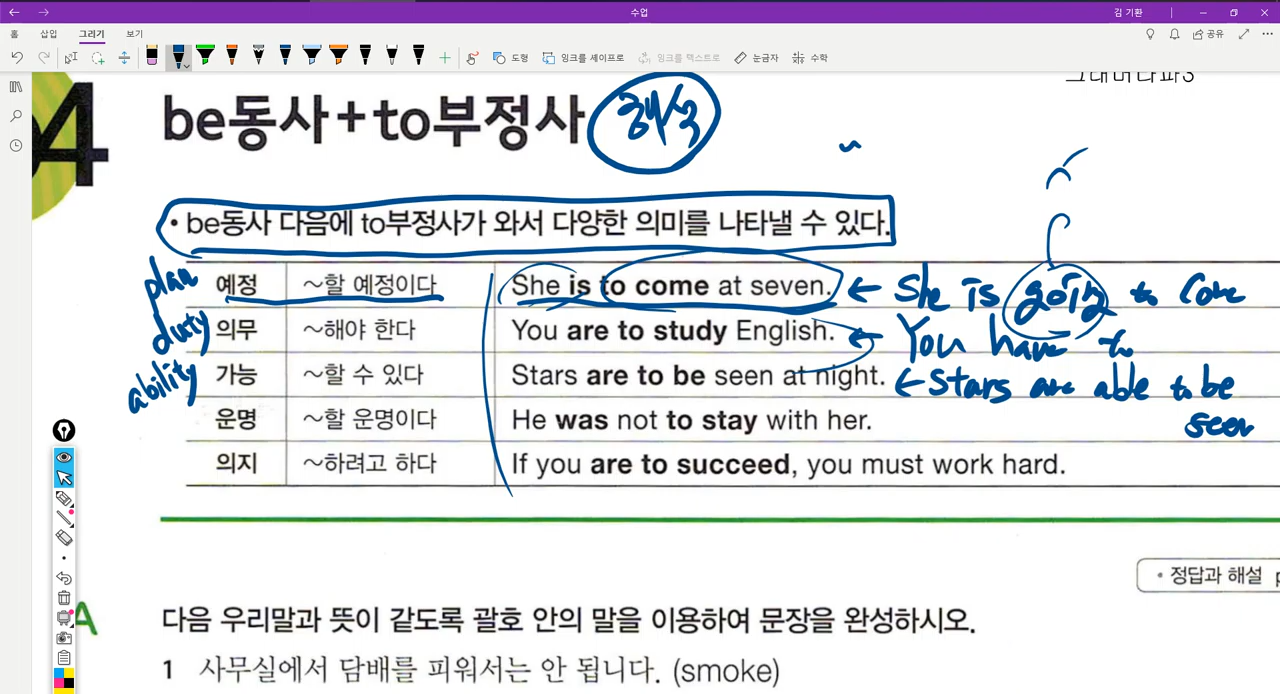 수업
김 기환
홈 삽입 그리기 보기
공유
도형 잉크를 셰이프로 잉크를 텍스트로 눈금자 수학
04 be동사+to부정사 해석
• be동사 다음에 to부정사가 와서 다양한 의미를 나타낼 수 있다.
plan 예정 ~할 예정이다 She is to come at seven. ← She is going to come
duty 의무 ~해야 한다 You are to study English. ← You have to
ability 가능 ~할 수 있다 Stars are to be seen at night. ← Stars are able to be seen
운명 ~할 운명이다 He was not to stay with her.
의지 ~하려고 하다 If you are to succeed, you must work hard.
• 정답과 해설 p
A 다음 우리말과 뜻이 같도록 괄호 안의 말을 이용하여 문장을 완성하시오.
1 사무실에서 담배를 피워서는 안 됩니다. (smoke)